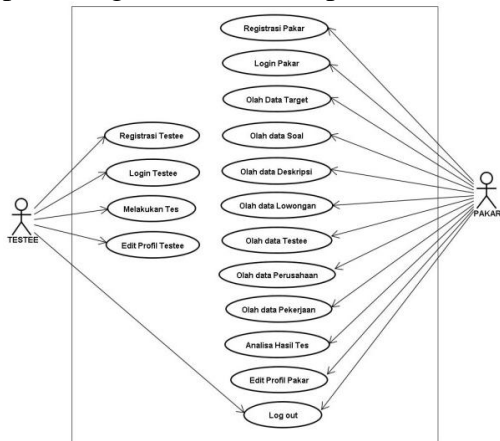 Registrasi Pakar
Login Pakar
Olah Data Target
Registrasi Testee
Olah data Soal
Login Testee
Olah data Deskripsi
Melakukan Tes
Olah data Lowongan
TESTEE
PAKAR
Edit Profil Testee
Olah data Testee
Olah data Perusahaan
Olah data Pekerjaan
Analisa Hasil Tes
Edit Profil Pakar
Log out